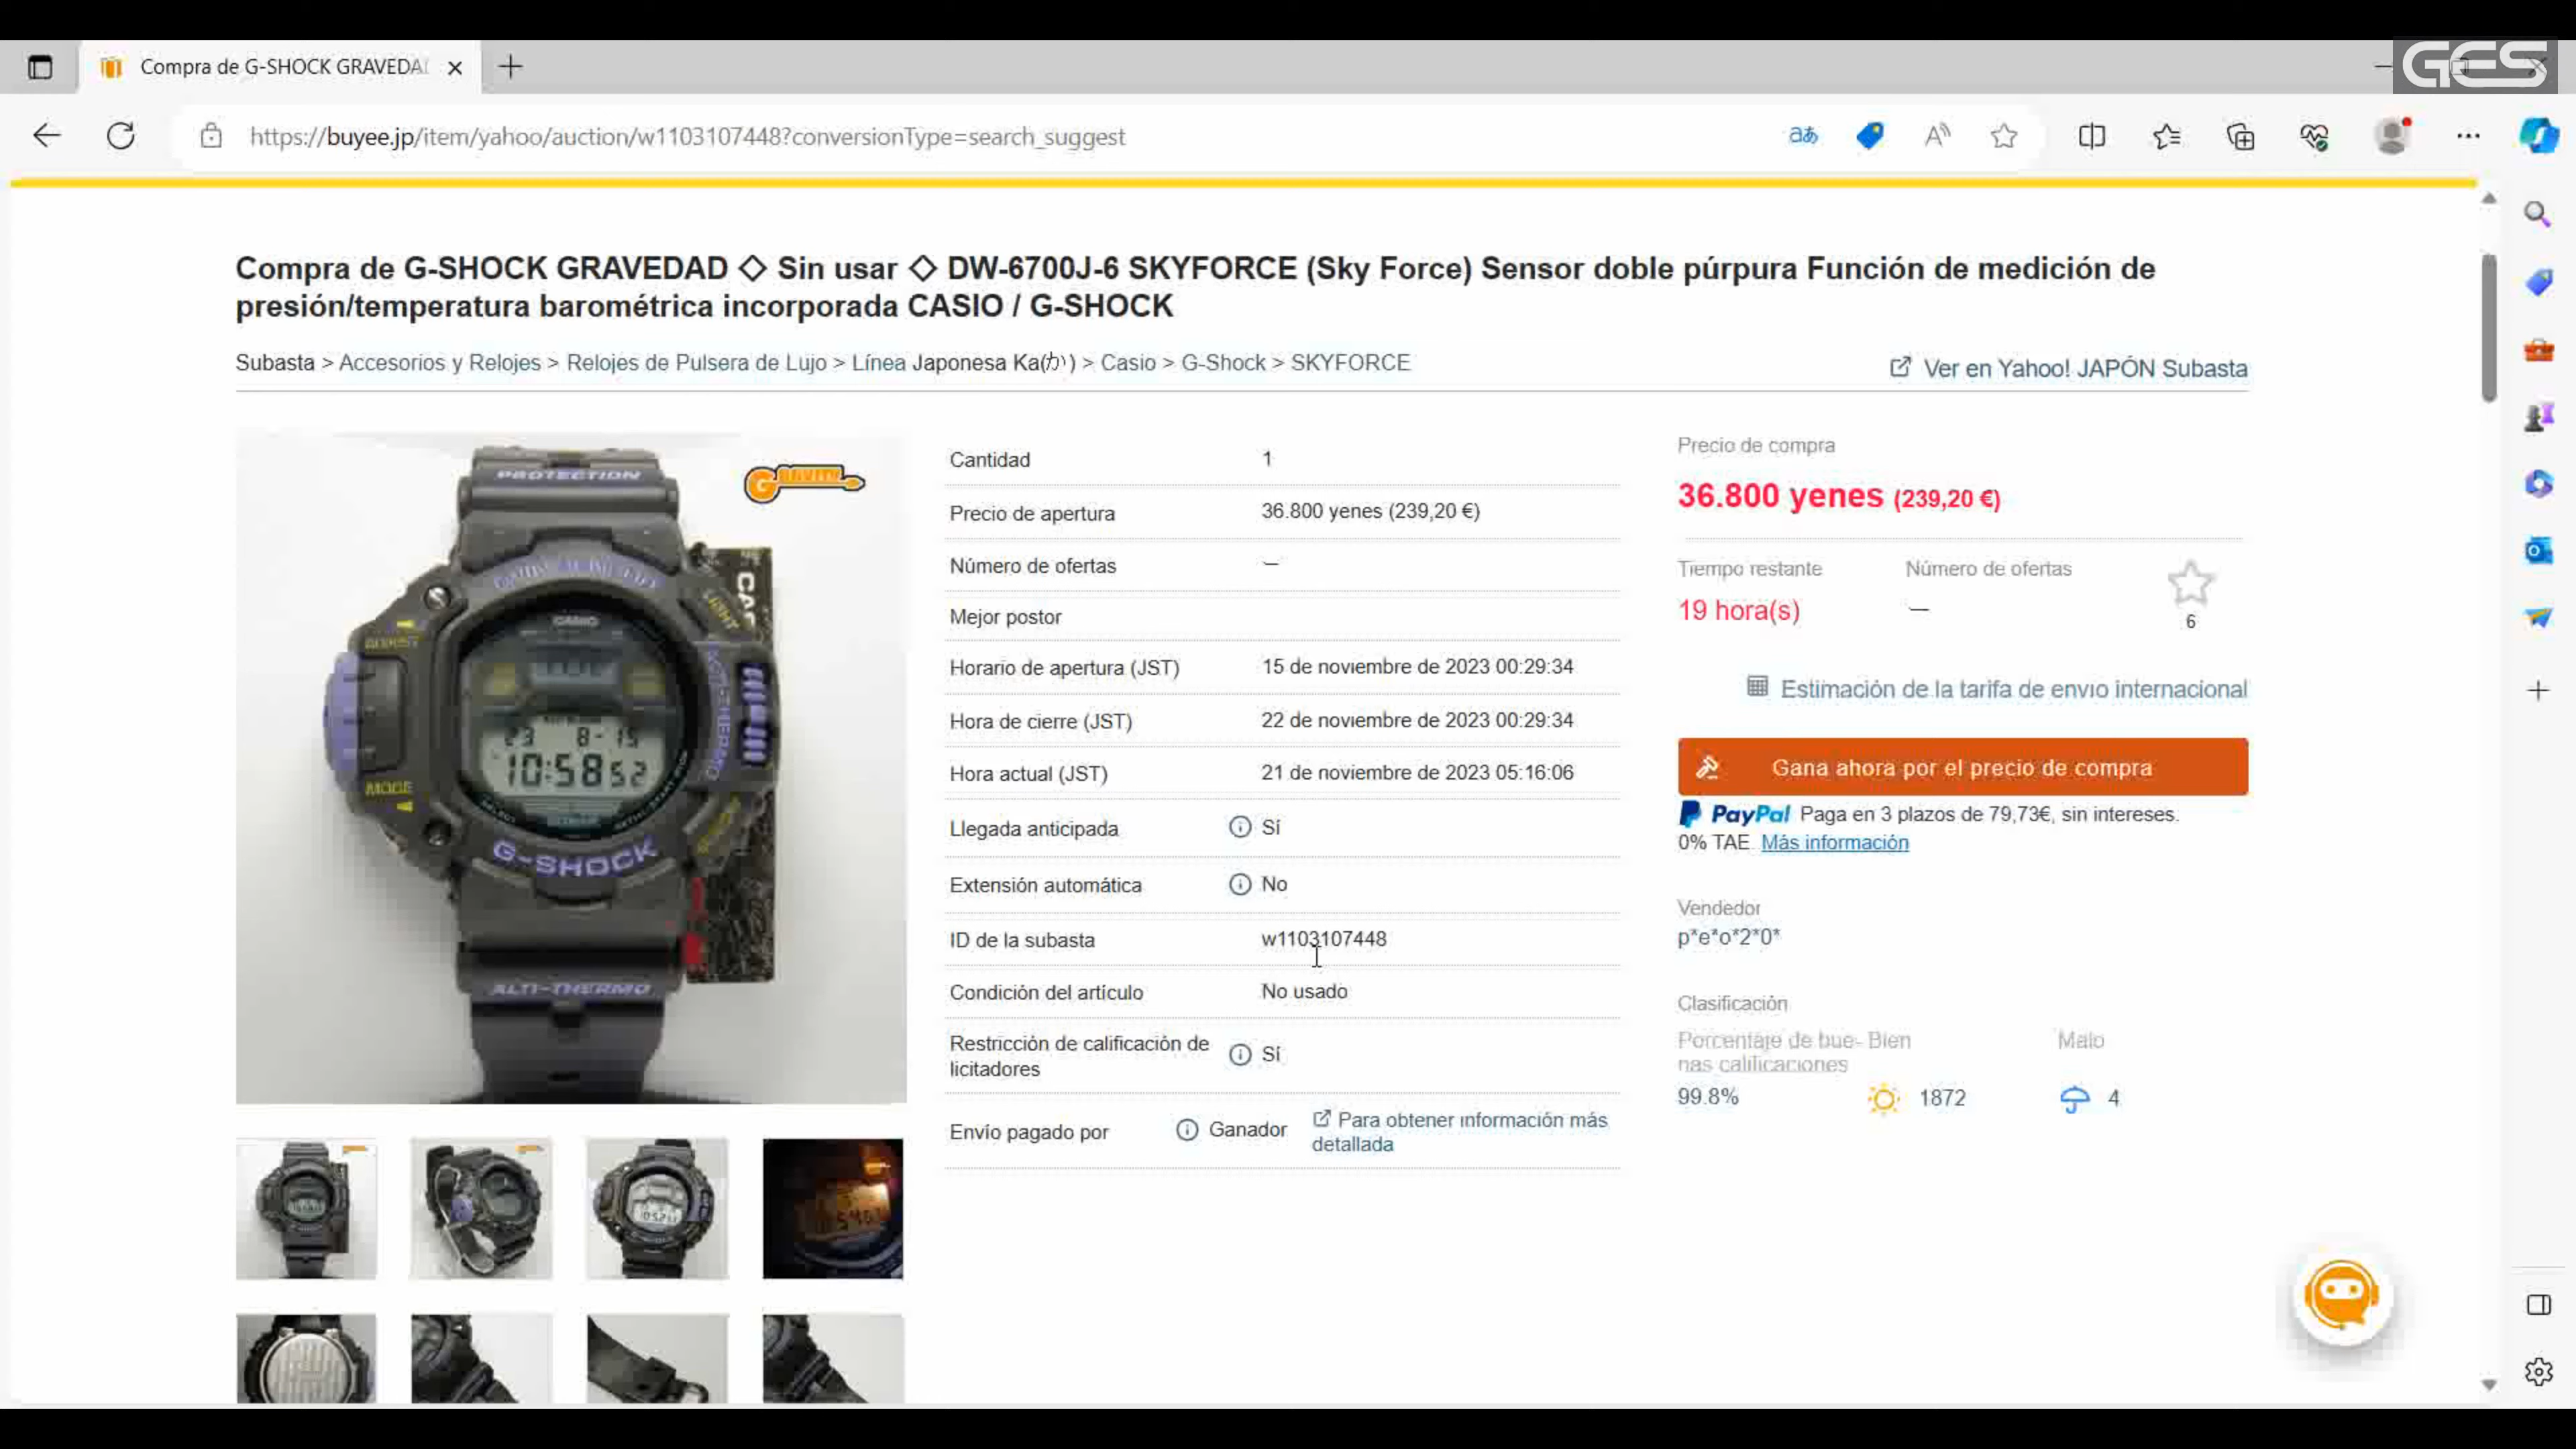 GES
Compra de G-SHOCK GRAVEDAD
https://buyee.jp/item/yahoo/auction/w1103107448?conversionType=search_suggest
Compra de G-SHOCK GRAVEDAD ◇ Sin usar ◇ DW-6700J-6 SKYFORCE (Sky Force) Sensor doble púrpura Función de medición de
presión/temperatura barométrica incorporada CASIO / G-SHOCK
Subasta > Accesorios y Relojes > Relojes de Pulsera de Lujo > Línea Japonesa Ka(か) > Casio > G-Shock > SKYFORCE
Ver en Yahoo! JAPÓN Subasta
PROTECTION
GRAVITY
CASIO
LIGHT
ADJUST
23 8-15
10:58 52
MODE
G-SHOCK
ALTI-THERMO
Cantidad 1
Precio de apertura 36.800 yenes (239,20 €)
Número de ofertas —
Mejor postor
Horario de apertura (JST) 15 de noviembre de 2023 00:29:34
Hora de cierre (JST) 22 de noviembre de 2023 00:29:34
Hora actual (JST) 21 de noviembre de 2023 05:16:06
Llegada anticipada Sí
Extensión automática No
ID de la subasta w1103107448
Condición del artículo No usado
Restricción de calificación de
licitadores Sí
Envío pagado por Ganador Para obtener información más
detallada
Precio de compra
36.800 yenes (239,20 €)
Tiempo restante Número de ofertas
19 hora(s) — 6
Estimación de la tarifa de envio internacional
Gana ahora por el precio de compra
PayPal Paga en 3 plazos de 79,73€, sin intereses.
0% TAE. Más información
Vendedor
p*e*o*2*0*
Clasificación
Porcentaje de bue- Bien Malo
nas calificaciones
99.8% 1872 4